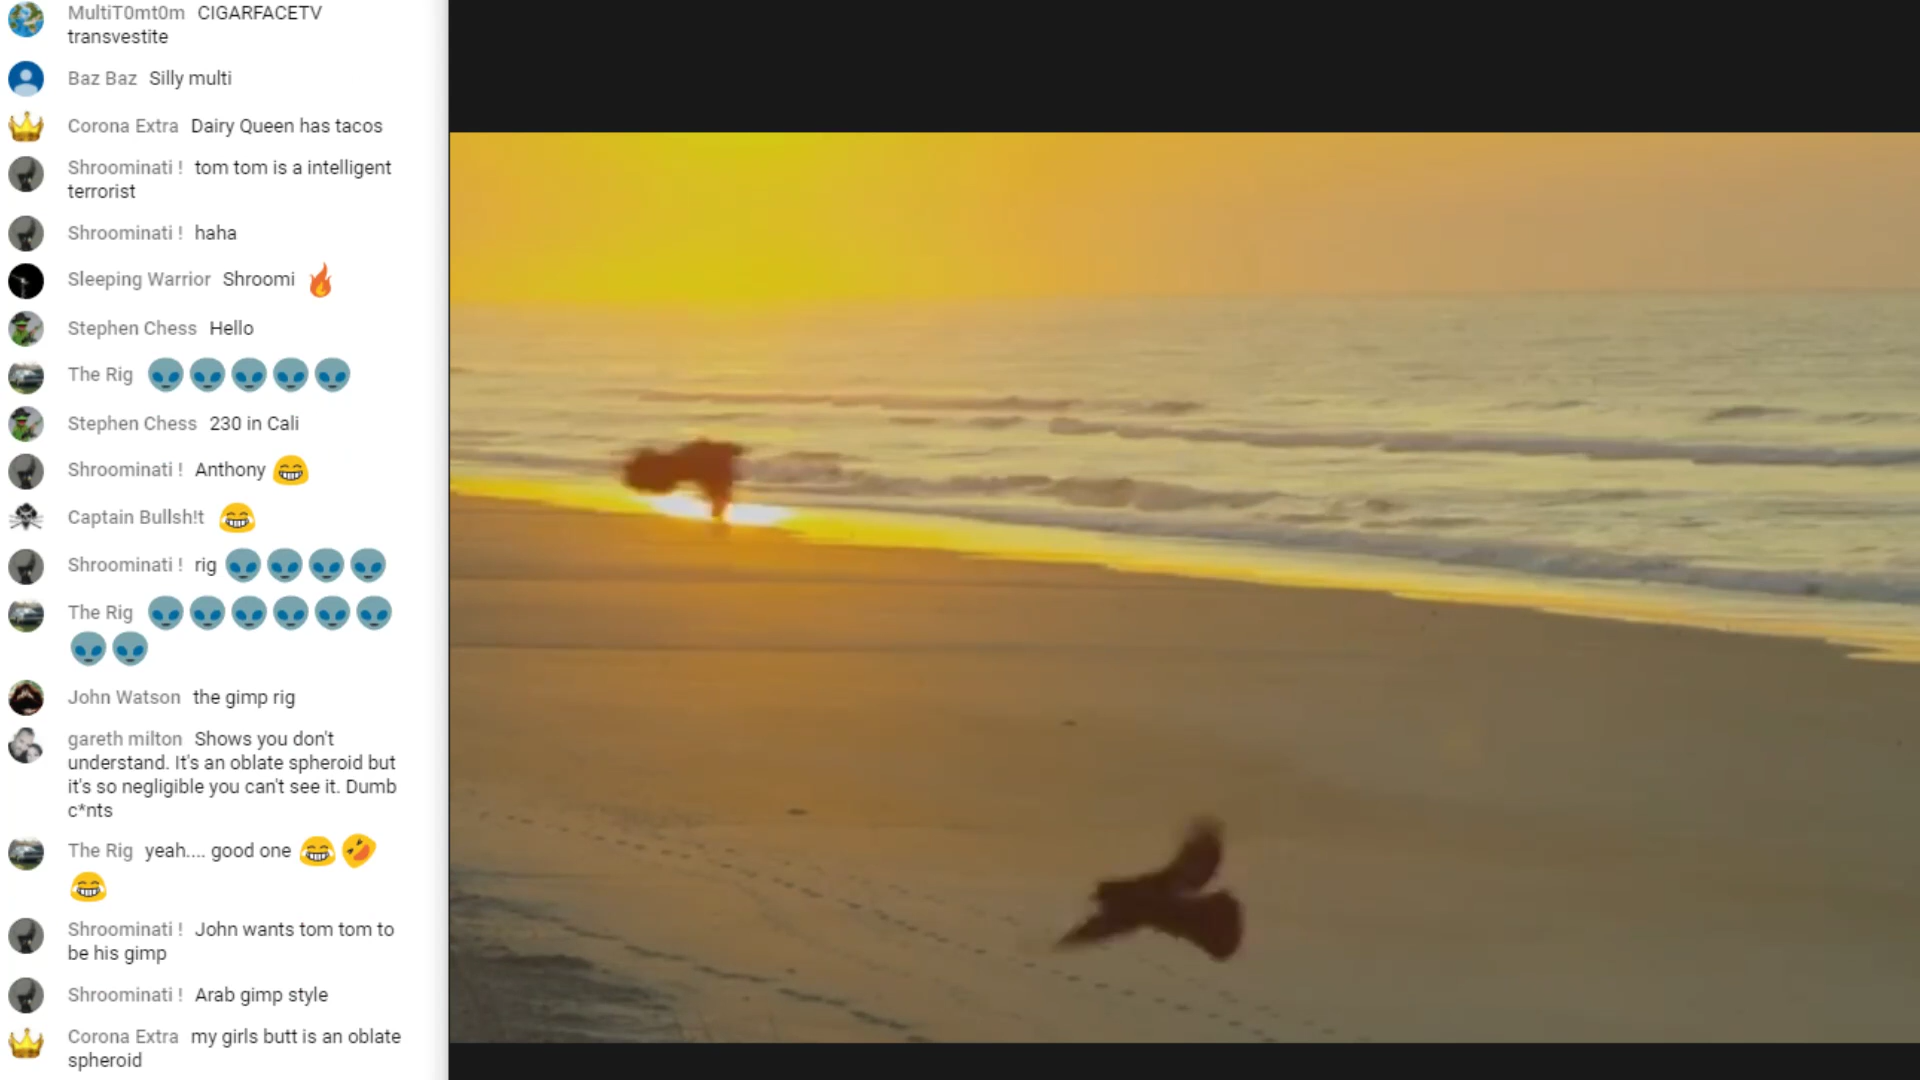 MultiT0mt0m CIGARFACETV
transvestite
Baz Baz Silly multi
Corona Extra Dairy Queen has tacos
Shroominati ! tom tom is a intelligent
terrorist
Shroominati ! haha
Sleeping Warrior Shroomi 🔥
Stephen Chess Hello
The Rig 👽👽👽👽👽
Stephen Chess 230 in Cali
Shroominati ! Anthony 😂
Captain Bullsh!t 😂
Shroominati ! rig 👽👽👽👽
The Rig 👽👽👽👽👽👽
👽👽
John Watson the gimp rig
gareth milton Shows you don't
understand. It's an oblate spheroid but
it's so negligible you can't see it. Dumb
c*nts
The Rig yeah.... good one 😂🤣
😂
Shroominati ! John wants tom tom to
be his gimp
Shroominati ! Arab gimp style
Corona Extra my girls butt is an oblate
spheroid